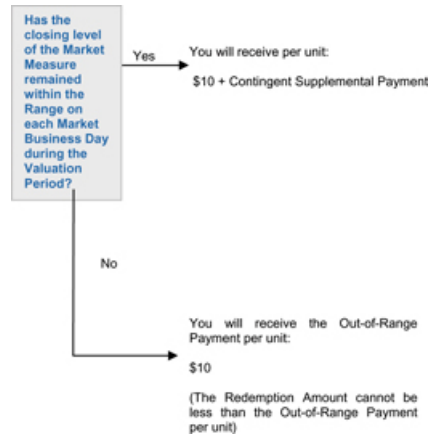 Has the
closing level
of the Market
Measure
remained
within the
Range on
each Market
Business Day
during the
Valuation
Period?
Yes
You will receive per unit:
$10 + Contingent Supplemental Payment
No
You will receive the Out-of-Range
Payment per unit:
$10
(The Redemption Amount cannot be
less than the Out-of-Range Payment
per unit)